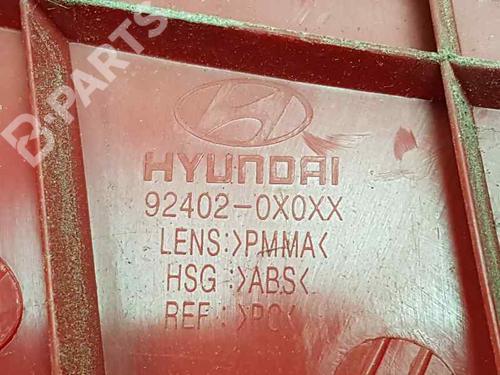 B-PARTS
HYUNDAI
92402-0X0XX
LENS:>PMMA<
HSG :>ABS<
REF :>PC<